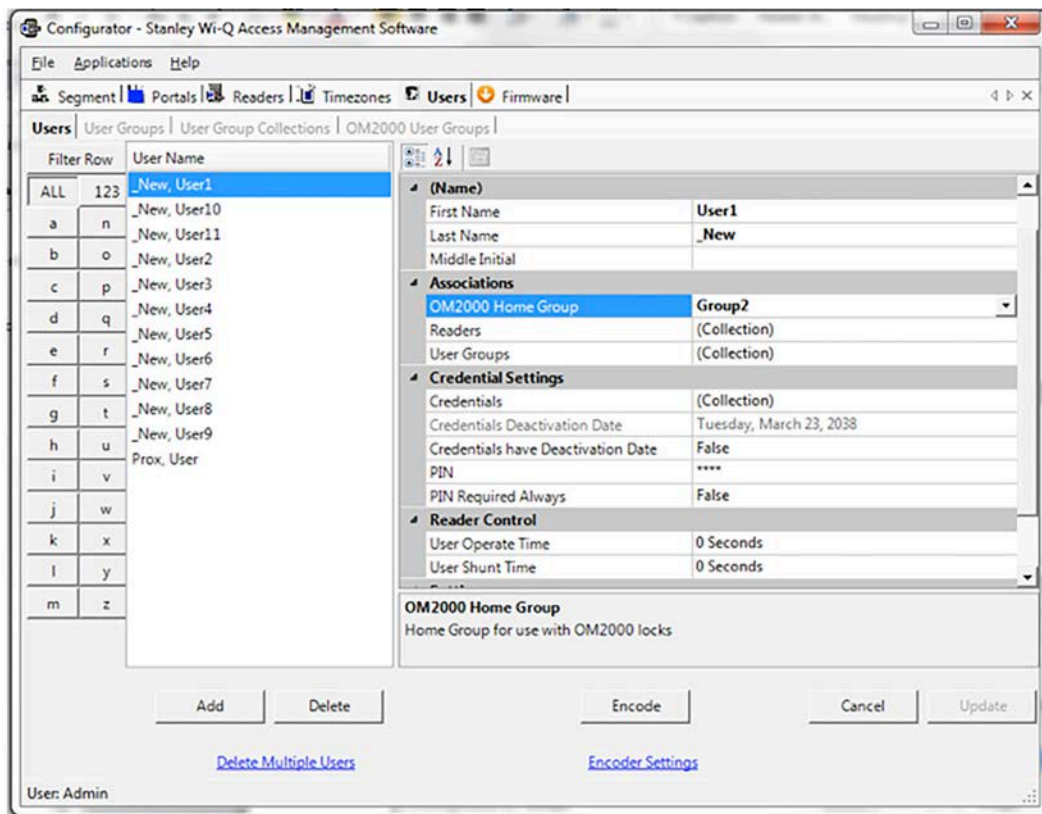 Configurator - Stanley Wi-Q Access Management Software
File Applications Help
Segment Portals Readers Timezones Users Firmware
Users User Groups User Group Collections OM2000 User Groups
Filter Row
ALL 123
a n
b o
c p
d q
e r
f s
g t
h u
i v
j w
k x
l y
m z
User Name
_New, User1
_New, User10
_New, User11
_New, User2
_New, User3
_New, User4
_New, User5
_New, User6
_New, User7
_New, User8
_New, User9
Prox, User
(Name)
First Name User1
Last Name _New
Middle Initial
Associations
OM2000 Home Group Group2
Readers (Collection)
User Groups (Collection)
Credential Settings
Credentials (Collection)
Credentials Deactivation Date Tuesday, March 23, 2038
Credentials have Deactivation Date False
PIN ****
PIN Required Always False
Reader Control
User Operate Time 0 Seconds
User Shunt Time 0 Seconds
OM2000 Home Group
Home Group for use with OM2000 locks
Add Delete Encode Cancel Update
Delete Multiple Users Encoder Settings
User: Admin